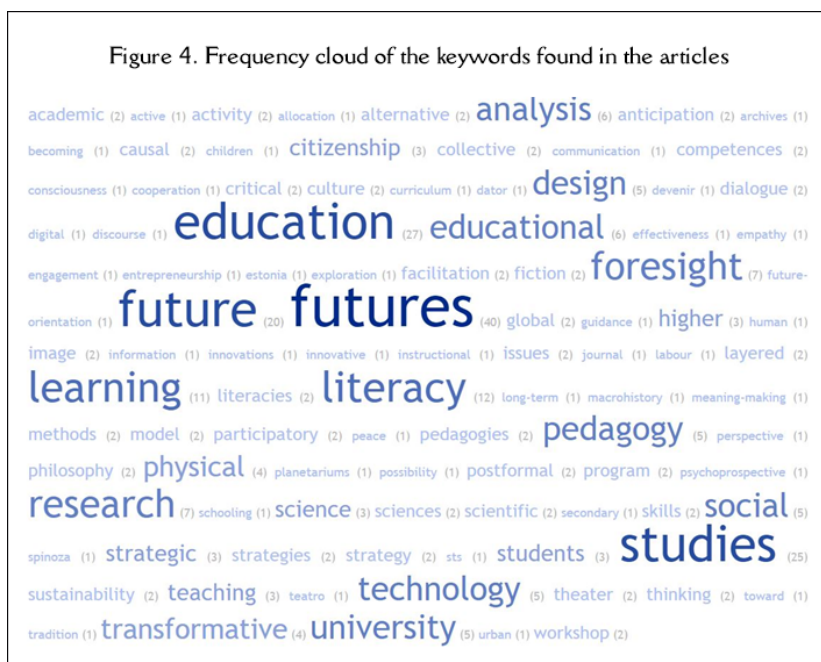 Figure 4. Frequency cloud of the keywords found in the articles
academic (2) active (1) activity (2) allocation (1) alternative (2) analysis (6) anticipation (2) archives (1)
becoming (1) causal (2) children (1) citizenship (3) collective (2) communication (1) competences (2)
consciousness (1) cooperation (1) critical (2) culture (2) curriculum (1) dator (1) design (5) devenir (1) dialogue (2)
digital (1) discourse (1) education (27) educational (6) effectiveness (1) empathy (1)
engagement (1) entrepreneurship (1) estonia (1) exploration (1) facilitation (2) fiction (2) foresight (7) future-
orientation (1) future (20) futures (40) global (2) guidance (1) higher (3) human (1)
image (2) information (1) innovations (1) innovative (1) instructional (1) issues (2) journal (1) labour (1) layered (2)
learning (11) literacies (2) literacy (12) long-term (1) macrohistory (1) meaning-making (1)
methods (2) model (2) participatory (2) peace (1) pedagogies (2) pedagogy (5) perspective (1)
philosophy (2) physical (4) planetariums (1) possibility (1) postformal (2) program (2) psychoprospective (1)
research (7) schooling (1) science (3) sciences (2) scientific (2) secondary (1) skills (2) social (5)
spinoza (1) strategic (3) strategies (2) strategy (2) sts (1) students (3) studies (25)
sustainability (2) teaching (3) teatro (1) technology (5) theater (2) thinking (2) toward (1)
tradition (1) transformative (4) university (5) urban (1) workshop (2)